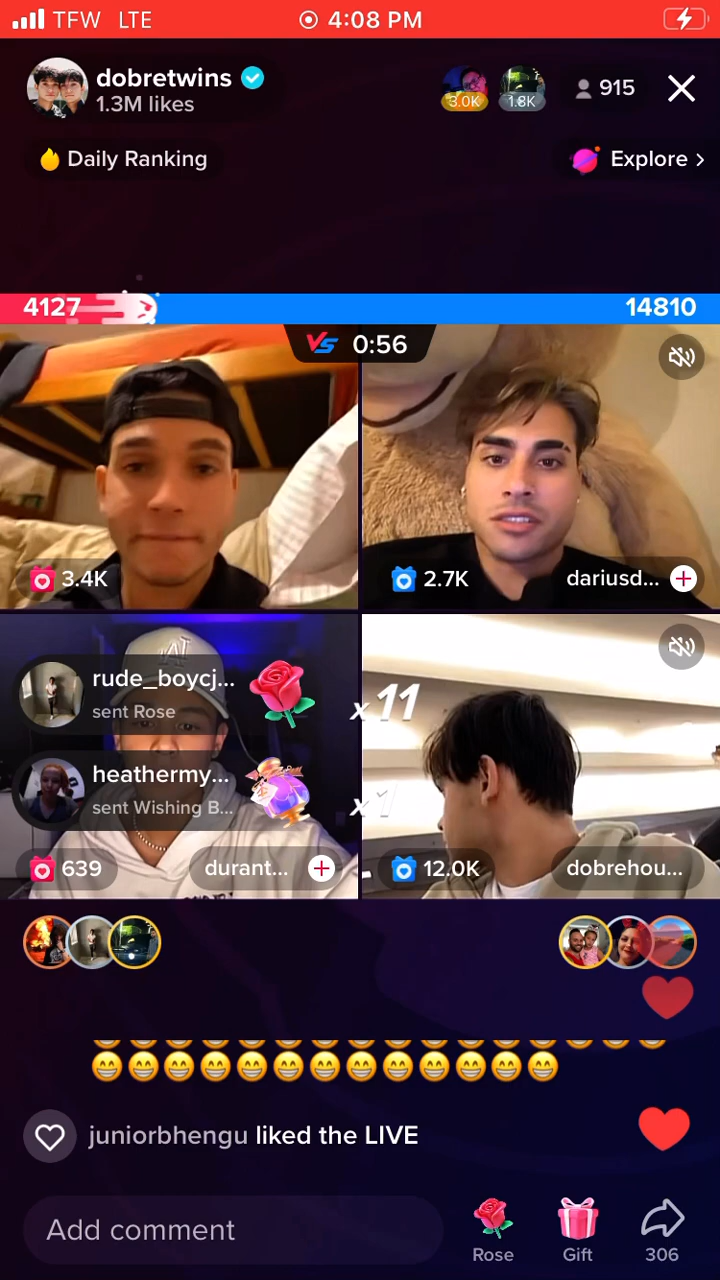 TFW LTE
4:08 PM
dobretwins
1.3M likes
3.0K
1.8K
915
Daily Ranking
Explore >
4127
14810
VS 0:56
3.4K
2.7K
dariusd...
rude_boycj...
sent Rose
x11
heathermy...
sent Wishing B...
x1
639
durant...
12.0K
dobrehou...
juniorbhengu liked the LIVE
Add comment
Rose
Gift
306